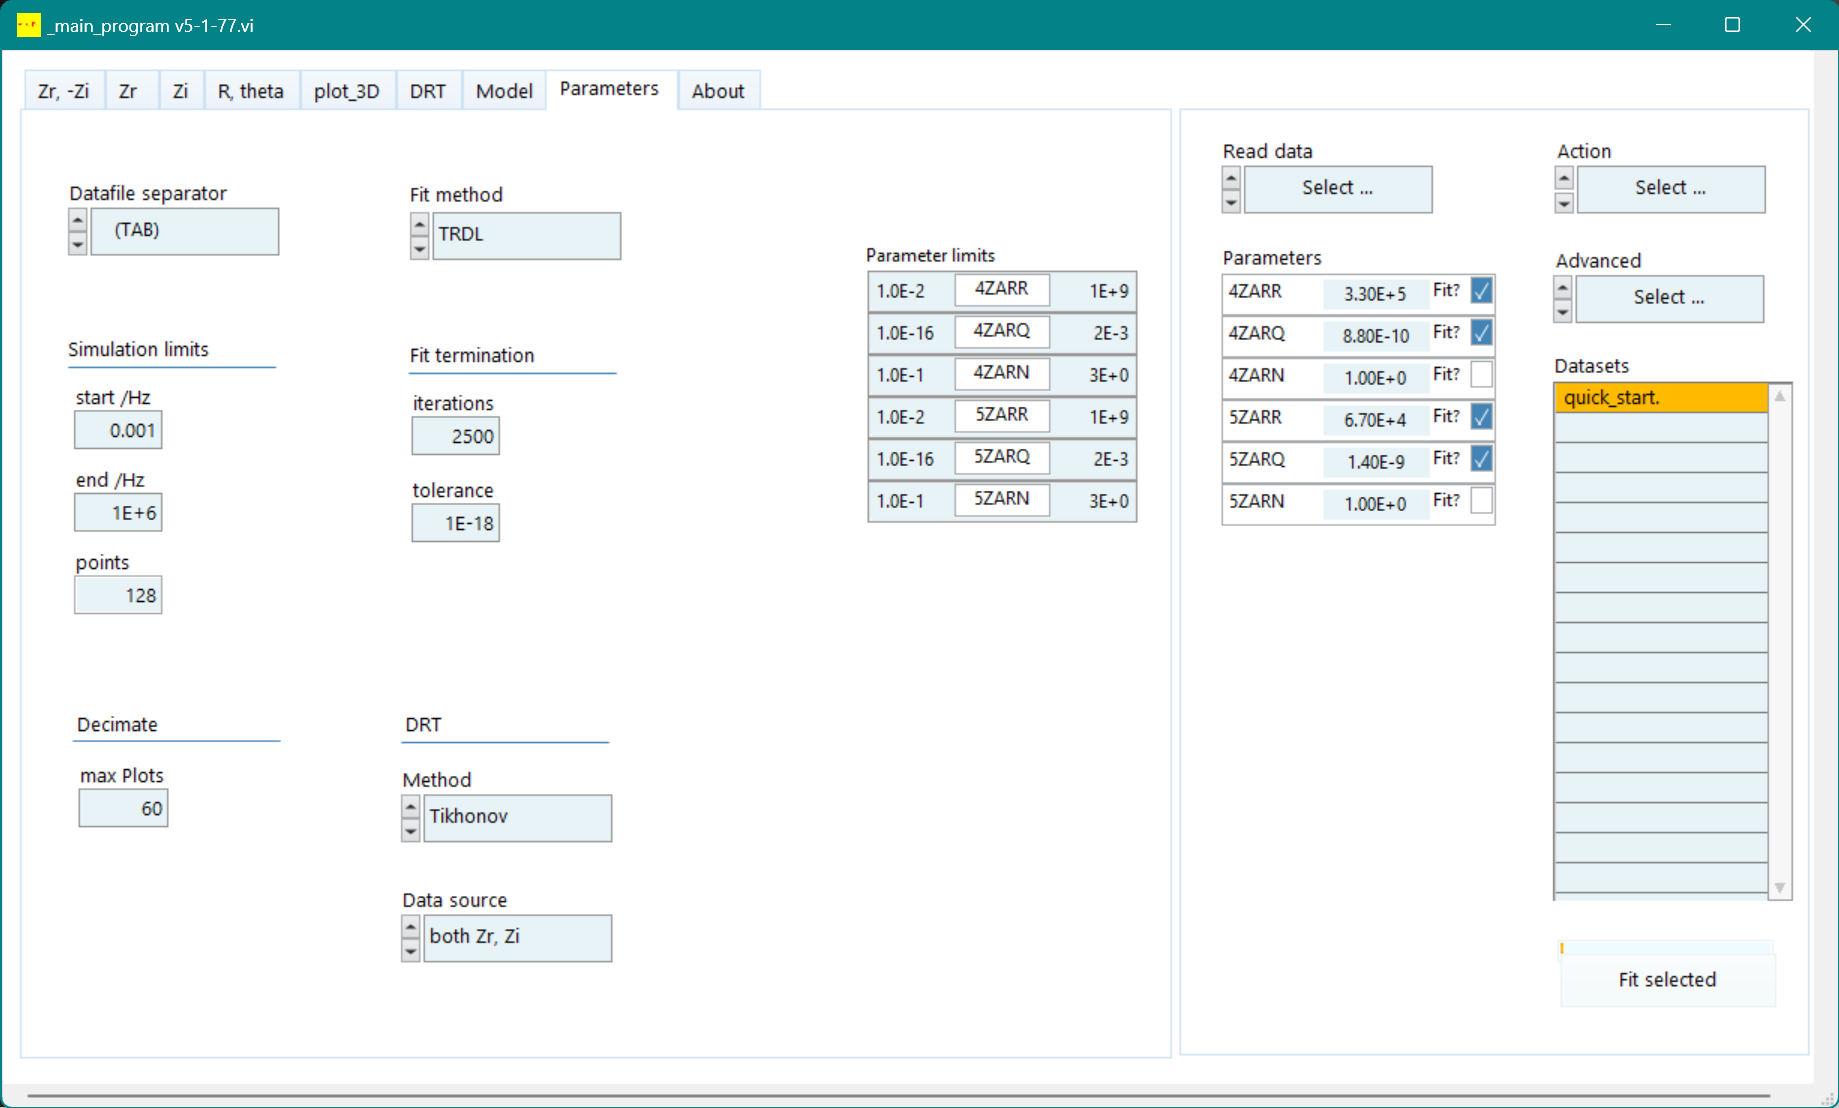 _main_program v5-1-77.vi
Zr, -Zi
Zr
Zi
R, theta
plot_3D
DRT
Model
Parameters
About
Datafile separator
(TAB)
Fit method
TRDL
Simulation limits
start /Hz
0.001
end /Hz
1E+6
points
128
Fit termination
iterations
2500
tolerance
1E-18
Decimate
max Plots
60
DRT
Method
Tikhonov
Data source
both Zr, Zi
Parameter limits
1.0E-2 4ZARR 1E+9
1.0E-16 4ZARQ 2E-3
1.0E-1 4ZARN 3E+0
1.0E-2 5ZARR 1E+9
1.0E-16 5ZARQ 2E-3
1.0E-1 5ZARN 3E+0
Read data
Select ...
Parameters
4ZARR 3.30E+5 Fit?
4ZARQ 8.80E-10 Fit?
4ZARN 1.00E+0 Fit?
5ZARR 6.70E+4 Fit?
5ZARQ 1.40E-9 Fit?
5ZARN 1.00E+0 Fit?
Action
Select ...
Advanced
Select ...
Datasets
quick_start.
Fit selected